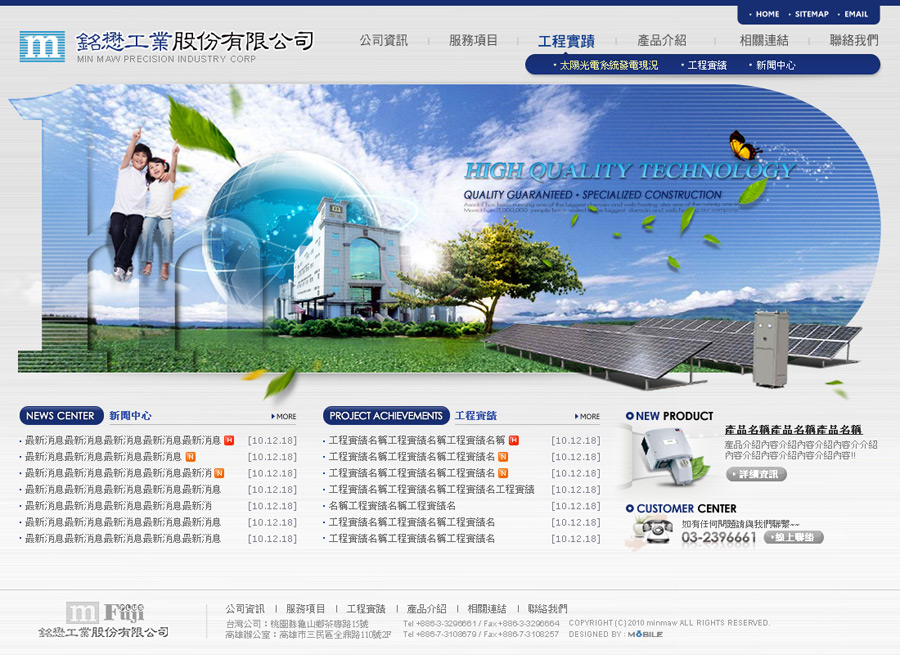 HOME · SITEMAP · EMAIL
m 銘懋工業股份有限公司
MIN MAW PRECISION INDUSTRY CORP
公司資訊 | 服務項目 | 工程實蹟 | 產品介紹 | 相關連結 | 聯絡我們
· 太陽光電系統發電現況 · 工程實蹟 · 新聞中心
HIGH QUALITY TECHNOLOGY
QUALITY GUARANTEED · SPECIALIZED CONSTRUCTION
NEWS CENTER 新聞中心 MORE
· 最新消息最新消息最新消息最新消息最新消息 H [10.12.18]
· 最新消息最新消息最新消息最新消息 N [10.12.18]
· 最新消息最新消息最新消息最新消息最新消 N [10.12.18]
· 最新消息最新消息最新消息最新消息最新消息 [10.12.18]
· 最新消息最新消息最新消息最新消息最新消 [10.12.18]
· 最新消息最新消息最新消息最新消息最新消息 [10.12.18]
· 最新消息最新消息最新消息最新消息最新消息 [10.12.18]
PROJECT ACHIEVEMENTS 工程實蹟 MORE
· 工程實蹟名稱工程實蹟名稱工程實蹟名稱 H [10.12.18]
· 工程實蹟名稱工程實蹟名稱工程實蹟名 N [10.12.18]
· 工程實蹟名稱工程實蹟名稱工程實蹟名 N [10.12.18]
· 工程實蹟名稱工程實蹟名稱工程實蹟名工程實蹟 [10.12.18]
· 名稱工程實蹟名稱工程實蹟名 [10.12.18]
· 工程實蹟名稱工程實蹟名稱工程實蹟名 [10.12.18]
· 工程實蹟名稱工程實蹟名稱工程實蹟名 [10.12.18]
NEW PRODUCT
產品名稱產品名稱產品名稱
產品介紹內容介紹內容介紹內容介介紹
內容介紹內容介紹內容介紹內容!!
· 詳細資訊
CUSTOMER CENTER
如有任何問題請與我們聯繫~~
03-2396661 · 線上聯絡
m Fuji
銘懋工業股份有限公司
公司資訊 | 服務項目 | 工程實蹟 | 產品介紹 | 相關連結 | 聯絡我們
台灣公司：桃園縣龜山鄉茶專路15號 Tel +886-3-3296661 / Fax +886-3-3296664 COPYRIGHT (C) 2010 minmaw ALL RIGHTS RESERVED.
高雄辦公室：高雄市三民區全鼎路110號2F Tel +886-7-3108679 / Fax +886-7-3108257 DESIGNED BY : MOBILE